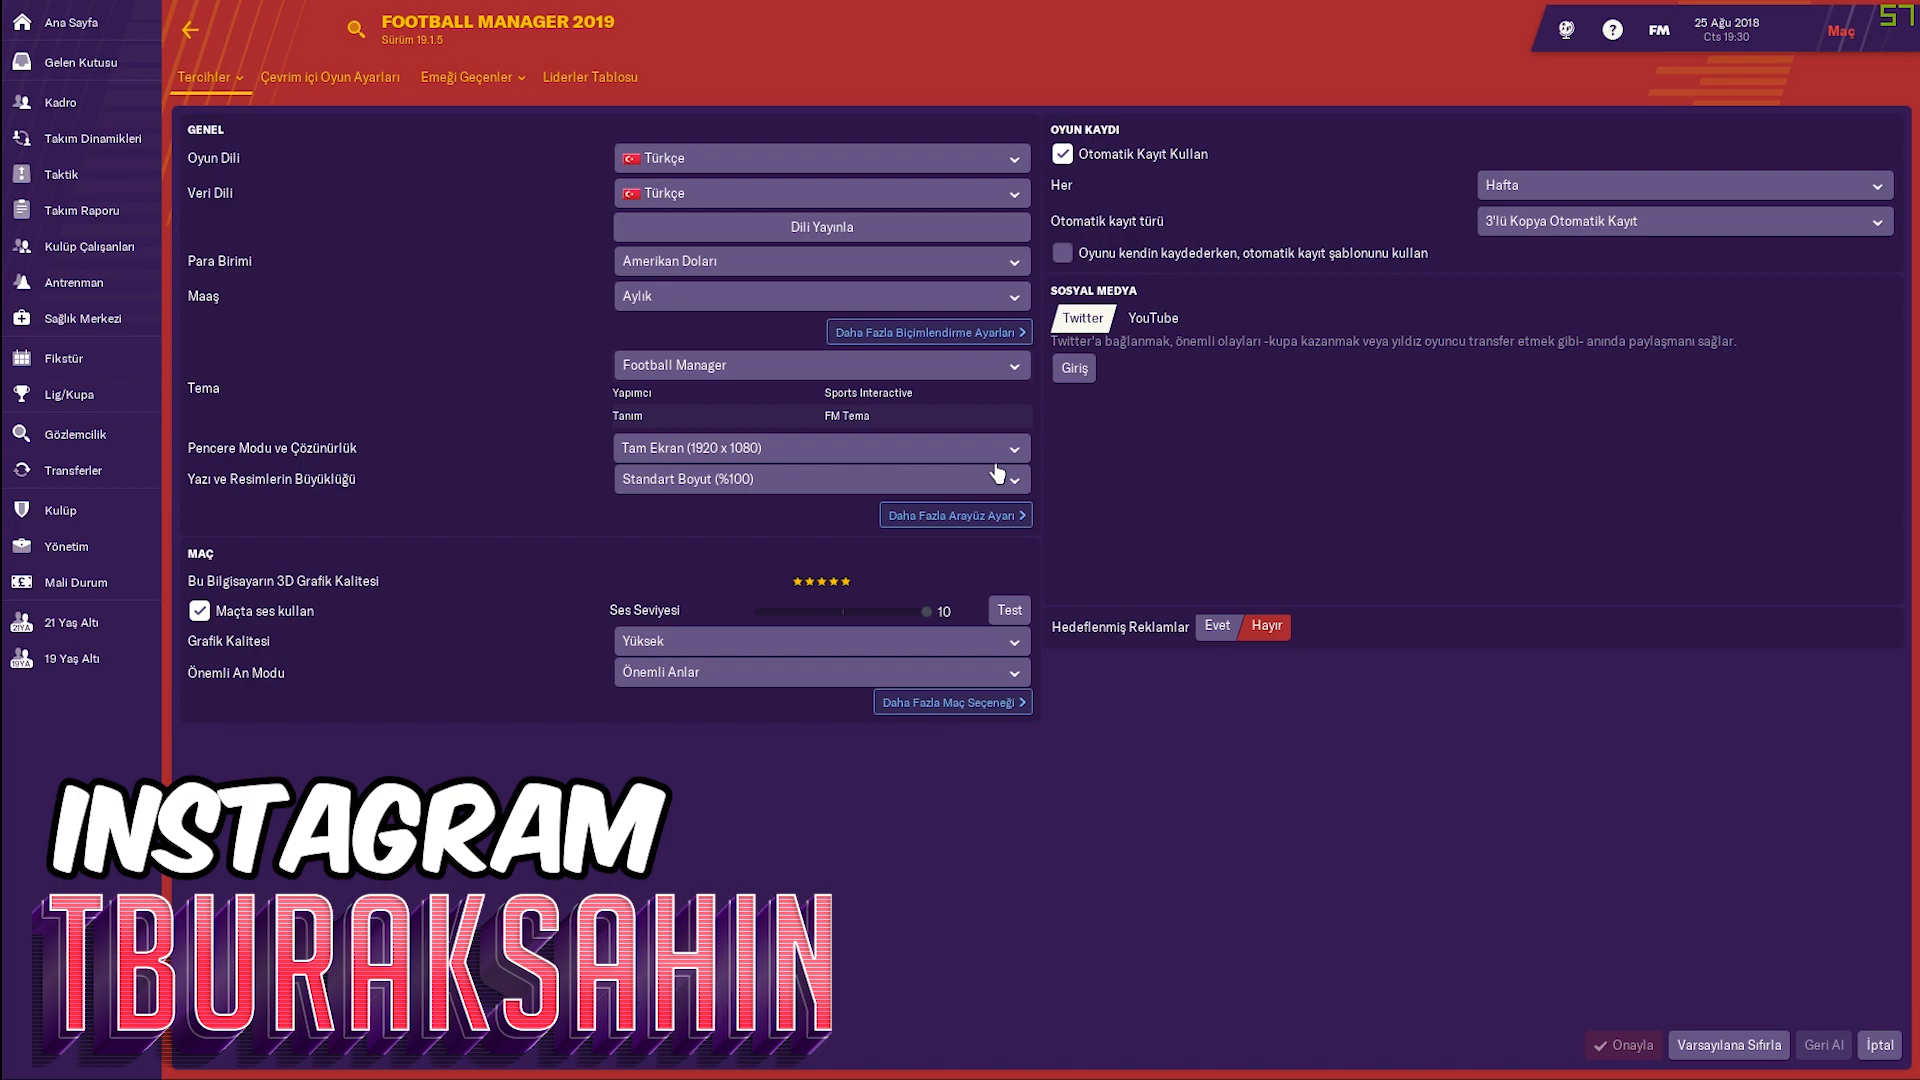 Ana Sayfa
Gelen Kutusu
Kadro
Takım Dinamikleri
Taktik
Takım Raporu
Kulüp Çalışanları
Antrenman
Sağlık Merkezi
Fikstür
Lig/Kupa
Gözlemcilik
Transferler
Kulüp
Yönetim
Mali Durum
21YA
21 Yaş Altı
19YA
19 Yaş Altı
FOOTBALL MANAGER 2019
Sürüm 19.1.5
FM
25 Ağu 2018
Cts 19:30
Maç
57
Tercihler
Çevrim içi Oyun Ayarları
Emeği Geçenler
Liderler Tablosu
GENEL
Oyun Dili
Türkçe
Veri Dili
Türkçe
Dili Yayınla
Para Birimi
Amerikan Doları
Maaş
Aylık
Daha Fazla Biçimlendirme Ayarları
Tema
Football Manager
Yapımcı Sports Interactive
Tanım FM Tema
Pencere Modu ve Çözünürlük
Tam Ekran (1920 x 1080)
Yazı ve Resimlerin Büyüklüğü
Standart Boyut (%100)
Daha Fazla Arayüz Ayarı
MAÇ
Bu Bilgisayarın 3D Grafik Kalitesi
Maçta ses kullan
Ses Seviyesi
10
Test
Grafik Kalitesi
Yüksek
Önemli An Modu
Önemli Anlar
Daha Fazla Maç Seçeneği
OYUN KAYDI
Otomatik Kayıt Kullan
Her
Hafta
Otomatik kayıt türü
3'lü Kopya Otomatik Kayıt
Oyunu kendin kaydederken, otomatik kayıt şablonunu kullan
SOSYAL MEDYA
Twitter
YouTube
Twitter'a bağlanmak, önemli olayları -kupa kazanmak veya yıldız oyuncu transfer etmek gibi- anında paylaşmanı sağlar.
Giriş
Hedeflenmiş Reklamlar
Evet
Hayır
INSTAGRAM
TBURAKSAHIN
Onayla
Varsayılana Sıfırla
Geri Al
İptal